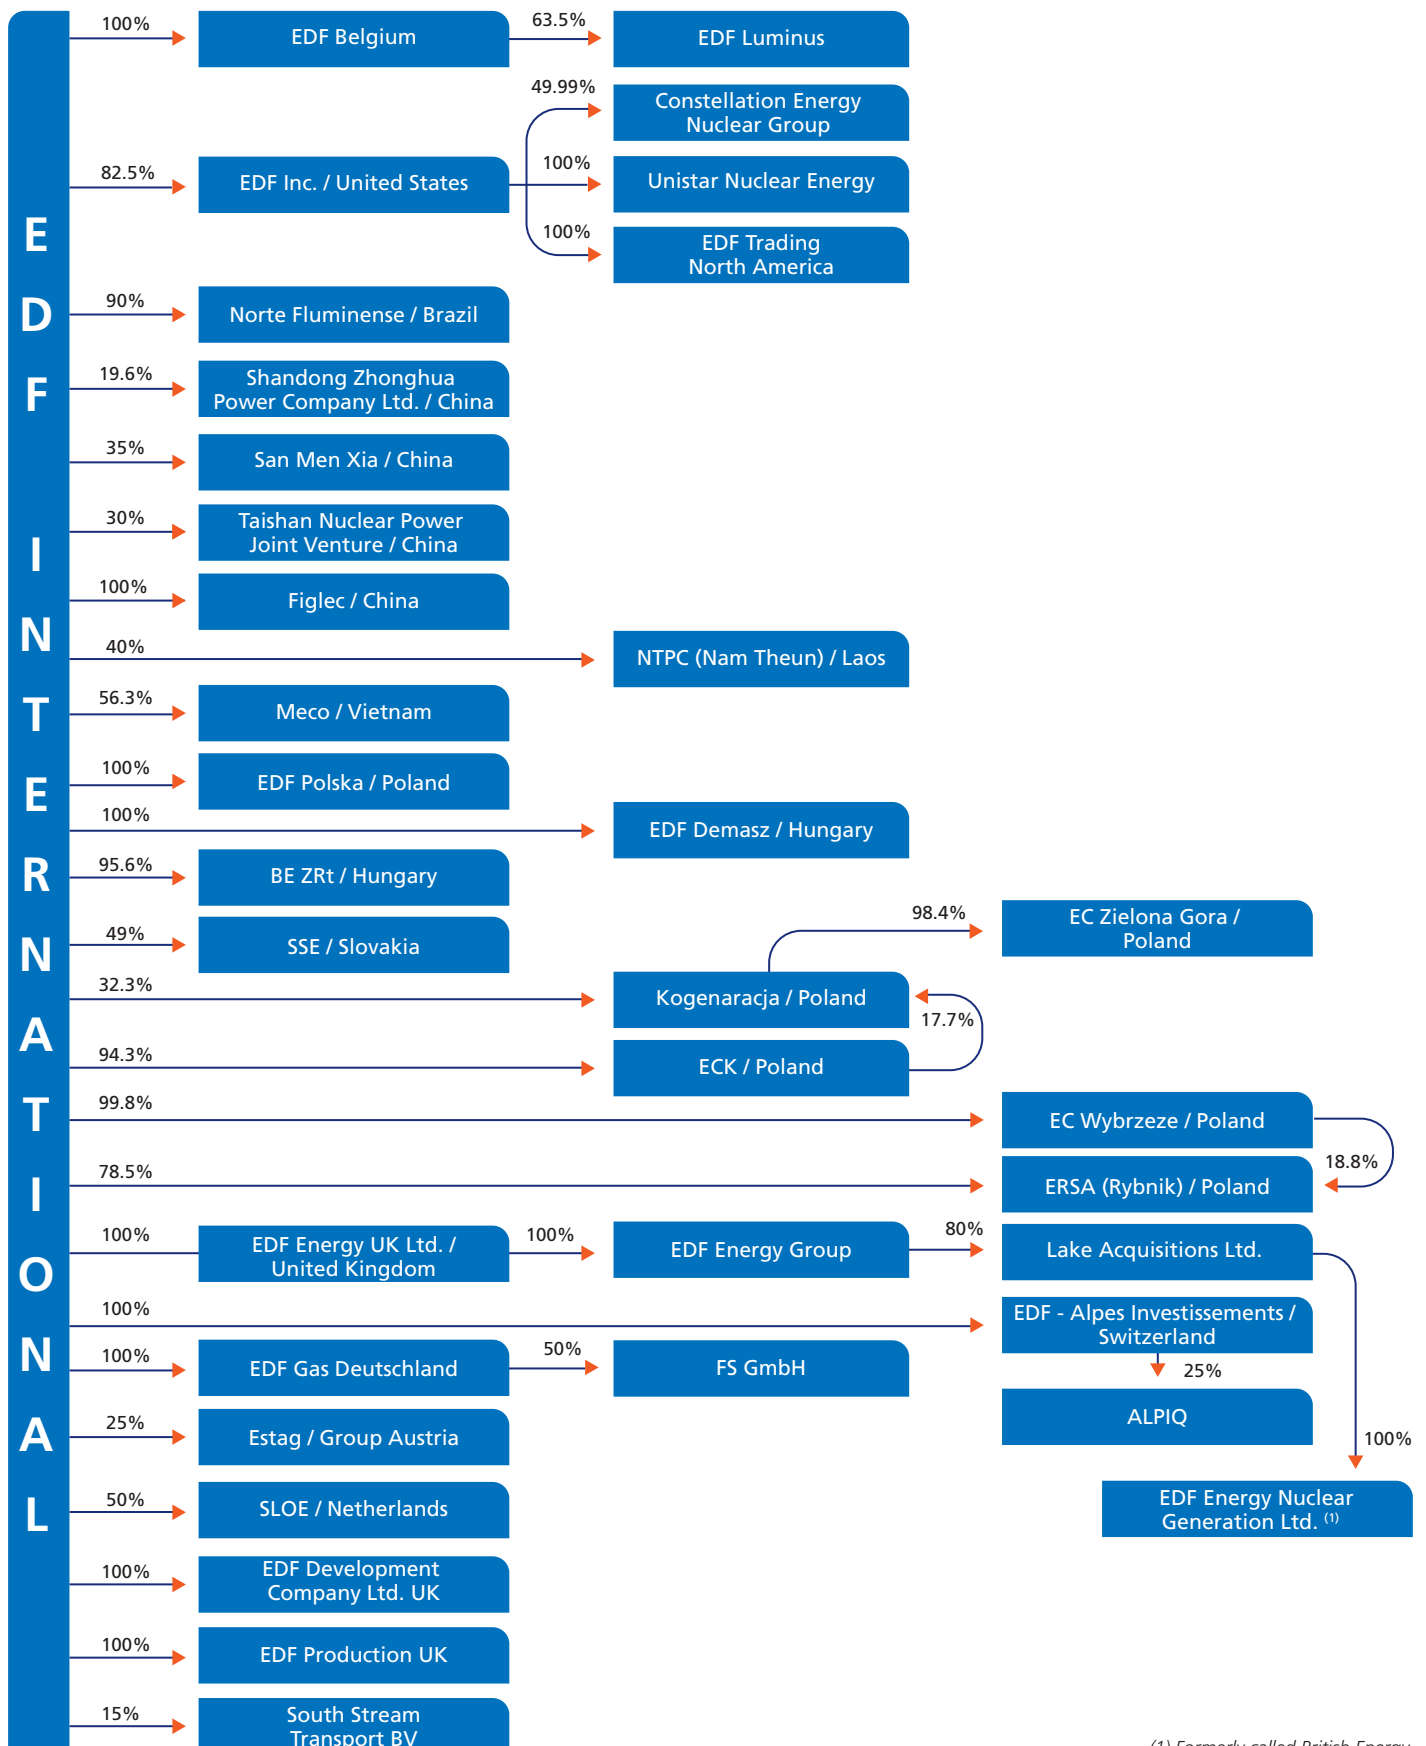 EDF INTERNATIONAL
100%
EDF Belgium
63.5%
EDF Luminus
49.99%
Constellation Energy
Nuclear Group
82.5%
EDF Inc. / United States
100%
Unistar Nuclear Energy
100%
EDF Trading
North America
90%
Norte Fluminense / Brazil
19.6%
Shandong Zhonghua
Power Company Ltd. / China
35%
San Men Xia / China
30%
Taishan Nuclear Power
Joint Venture / China
100%
Figlec / China
40%
NTPC (Nam Theun) / Laos
56.3%
Meco / Vietnam
100%
EDF Polska / Poland
100%
EDF Demasz / Hungary
95.6%
BE ZRt / Hungary
49%
SSE / Slovakia
98.4%
EC Zielona Gora /
Poland
32.3%
Kogenaracja / Poland
17.7%
94.3%
ECK / Poland
99.8%
EC Wybrzeze / Poland
18.8%
78.5%
ERSA (Rybnik) / Poland
100%
EDF Energy UK Ltd. /
United Kingdom
100%
EDF Energy Group
80%
Lake Acquisitions Ltd.
100%
EDF - Alpes Investissements /
Switzerland
25%
ALPIQ
100%
EDF Energy Nuclear
Generation Ltd. (1)
100%
EDF Gas Deutschland
50%
FS GmbH
25%
Estag / Group Austria
50%
SLOE / Netherlands
100%
EDF Development
Company Ltd. UK
100%
EDF Production UK
15%
South Stream
Transport BV
(1) Formerly called British Energy